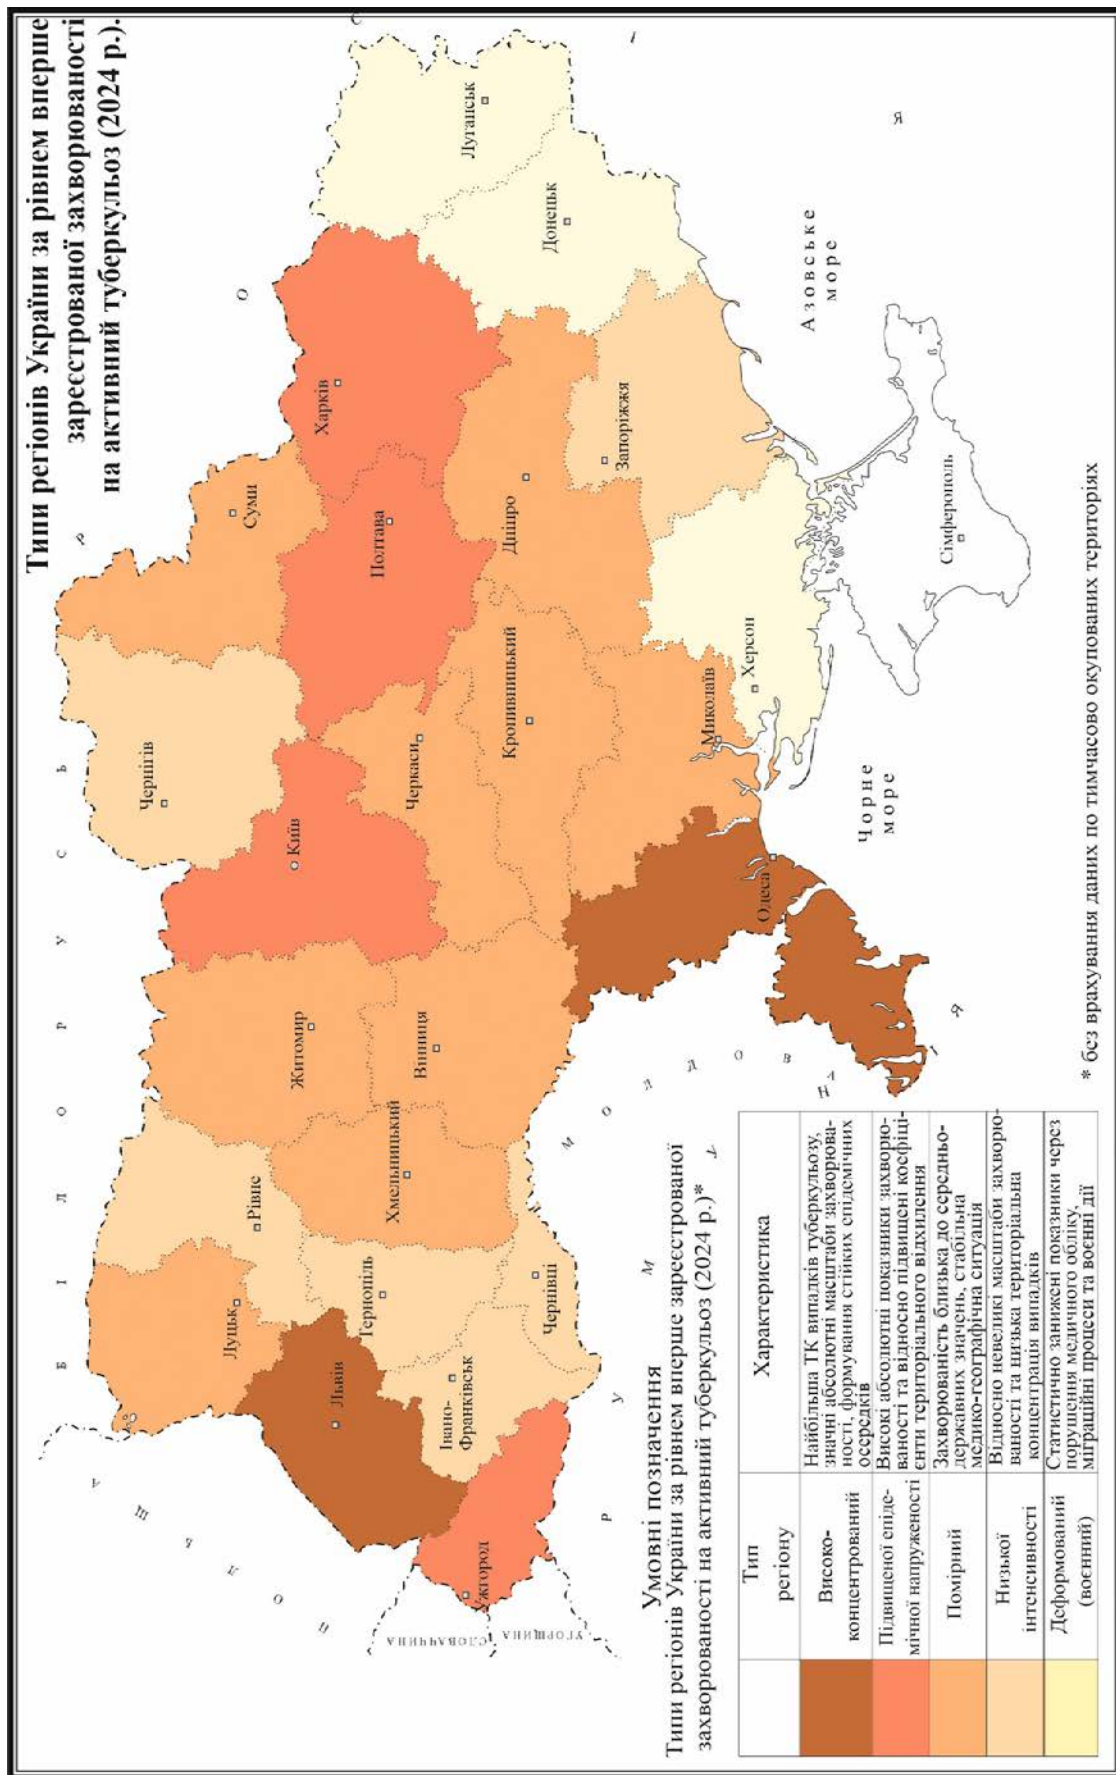 Типи регіонів України за рівнем вперше
зареєстрованої захворюваності
на активний туберкульоз (2024 р.).
П О Л Ь Щ А
Б І Л О Р У С Ь
Р О С І Я
СЛОВАЧЧИНА
УГОРЩИНА
Р У М У Н І Я
М О Л Д О В А
Луцьк
Рівне
Житомир
Київ
Чернігів
Суми
Харків
Полтава
Луганськ
Донецьк
Львів
Тернопіль
Хмельницький
Вінниця
Черкаси
Кропивницький
Дніпро
Запоріжжя
Ужгород
Івано-
Франківськ
Чернівці
Одеса
Миколаїв
Херсон
Сімферополь
Азовське
море
Чорне
море
Умовні позначення
Типи регіонів України за рівнем вперше зареєстрованої
захворюваності на активний туберкульоз (2024 р.)*
Тип
регіону
Характеристика
Високо-
концентрований
Найбільша ТК випадків туберкульозу,
значні абсолютні масштаби захворюва-
ності, формування стійких епідемічних
осередків
Підвищеної епіде-
мічної напруженості
Високі абсолютні показники захворю-
ваності та відносно підвищені коефіці-
єнти територіального відхилення
Помірний
Захворюваність близька до середньо-
державних значень, стабільна
медико-географічна ситуація
Низької
інтенсивності
Відносно невеликі масштаби захворю-
ваності та низька територіальна
концентрація випадків
Деформований
(воєнний)
Статистично занижені показники через
порушення медичного обліку,
міграційні процеси та воєнні дії
* без врахування даних по тимчасово окупованих територіях